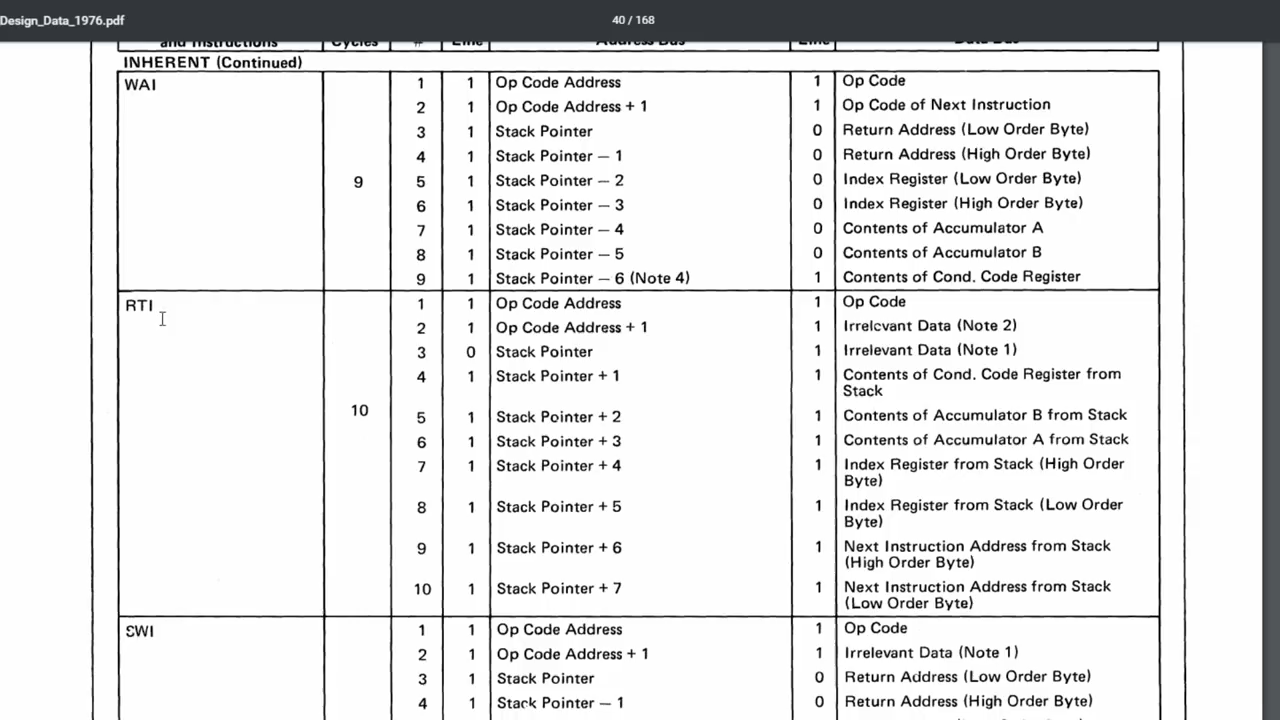 Design_Data_1976.pdf 40 / 168
and Instructions Cycles # Line Address Bus Line Data Bus
INHERENT (Continued)
WAI 1 1 Op Code Address 1 Op Code
2 1 Op Code Address + 1 1 Op Code of Next Instruction
3 1 Stack Pointer 0 Return Address (Low Order Byte)
4 1 Stack Pointer — 1 0 Return Address (High Order Byte)
9 5 1 Stack Pointer — 2 0 Index Register (Low Order Byte)
6 1 Stack Pointer — 3 0 Index Register (High Order Byte)
7 1 Stack Pointer — 4 0 Contents of Accumulator A
8 1 Stack Pointer — 5 0 Contents of Accumulator B
9 1 Stack Pointer — 6 (Note 4) 1 Contents of Cond. Code Register
RTI 1 1 Op Code Address 1 Op Code
2 1 Op Code Address + 1 1 Irrelevant Data (Note 2)
3 0 Stack Pointer 1 Irrelevant Data (Note 1)
4 1 Stack Pointer + 1 1 Contents of Cond. Code Register from
Stack
10 5 1 Stack Pointer + 2 1 Contents of Accumulator B from Stack
6 1 Stack Pointer + 3 1 Contents of Accumulator A from Stack
7 1 Stack Pointer + 4 1 Index Register from Stack (High Order
Byte)
8 1 Stack Pointer + 5 1 Index Register from Stack (Low Order
Byte)
9 1 Stack Pointer + 6 1 Next Instruction Address from Stack
(High Order Byte)
10 1 Stack Pointer + 7 1 Next Instruction Address from Stack
(Low Order Byte)
SWI 1 1 Op Code Address 1 Op Code
2 1 Op Code Address + 1 1 Irrelevant Data (Note 1)
3 1 Stack Pointer 0 Return Address (Low Order Byte)
4 1 Stack Pointer — 1 0 Return Address (High Order Byte)